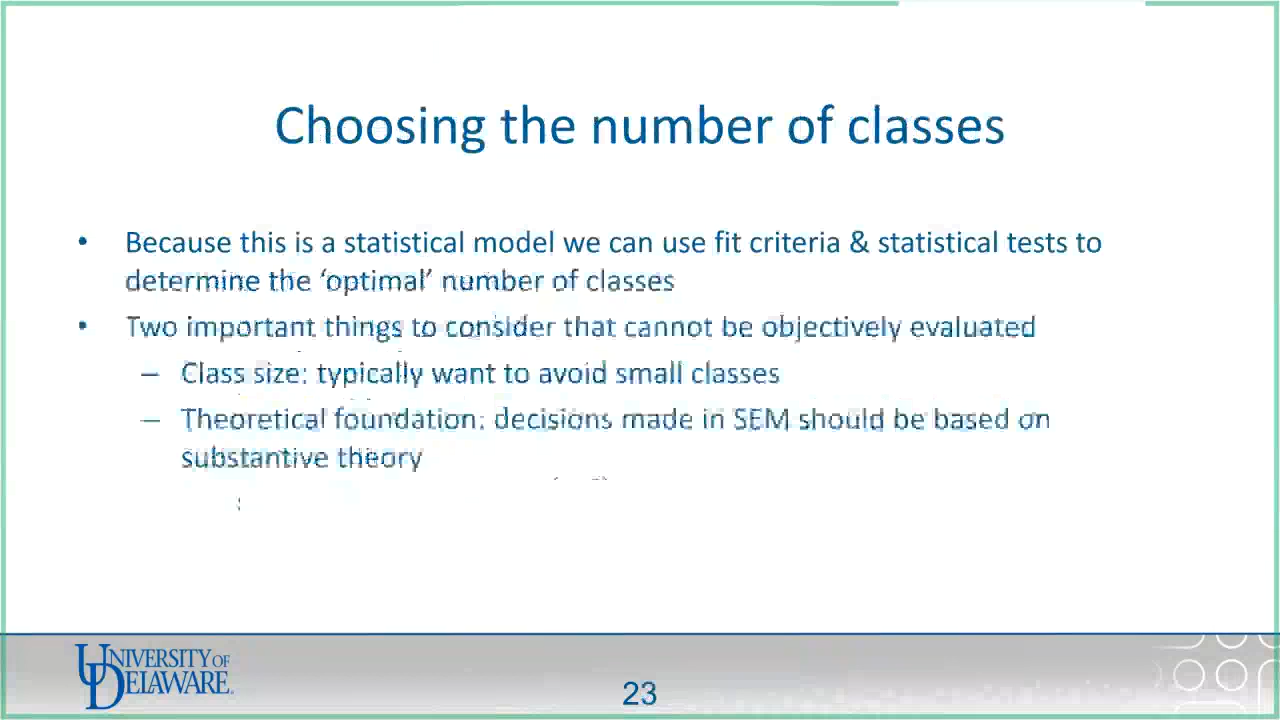 Choosing the number of classes
• Because this is a statistical model we can use fit criteria & statistical tests to
determine the ‘optimal’ number of classes
• Two important things to consider that cannot be objectively evaluated
– Class size: typically want to avoid small classes
– Theoretical foundation: decisions made in SEM should be based on
substantive theory
UNIVERSITY OF
DELAWARE
23